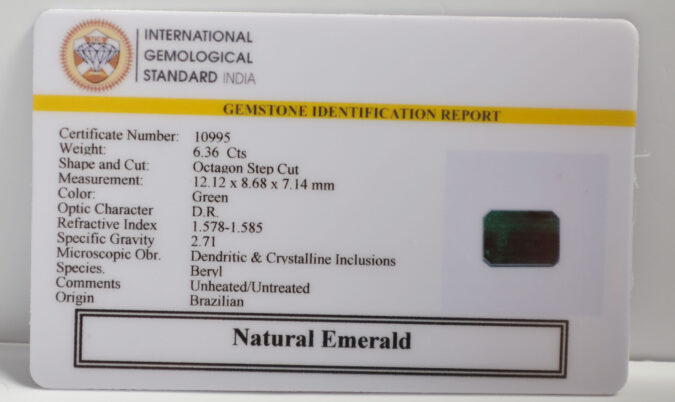 INTERNATIONAL
GEMOLOGICAL
STANDARD INDIA
GEMSTONE IDENTIFICATION REPORT
Certificate Number: 10995
Weight: 6.36 Cts
Shape and Cut: Octagon Step Cut
Measurement: 12.12 x 8.68 x 7.14 mm
Color: Green
Optic Character D.R.
Refractive Index 1.578-1.585
Specific Gravity 2.71
Microscopic Obr. Dendritic & Crystalline Inclusions
Species. Beryl
Comments Unheated/Untreated
Origin Brazilian
Natural Emerald